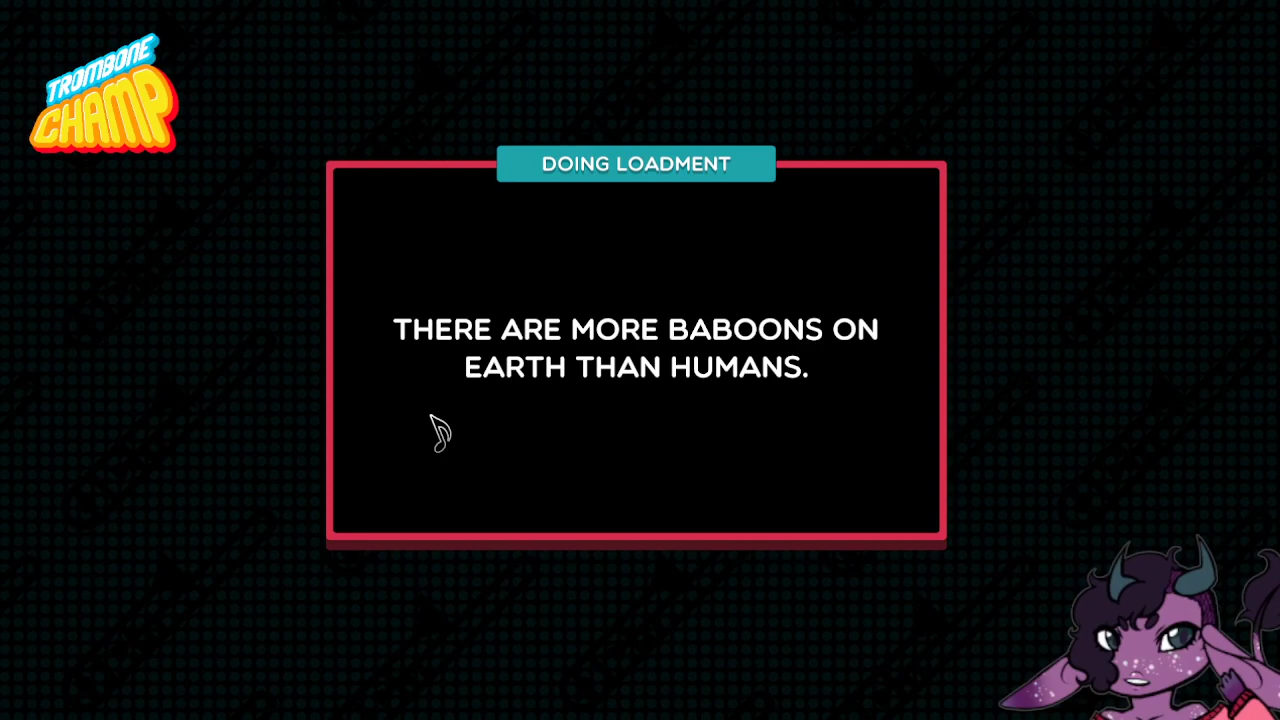 TROMBONE
CHAMP
DOING LOADMENT
THERE ARE MORE BABOONS ON
EARTH THAN HUMANS.